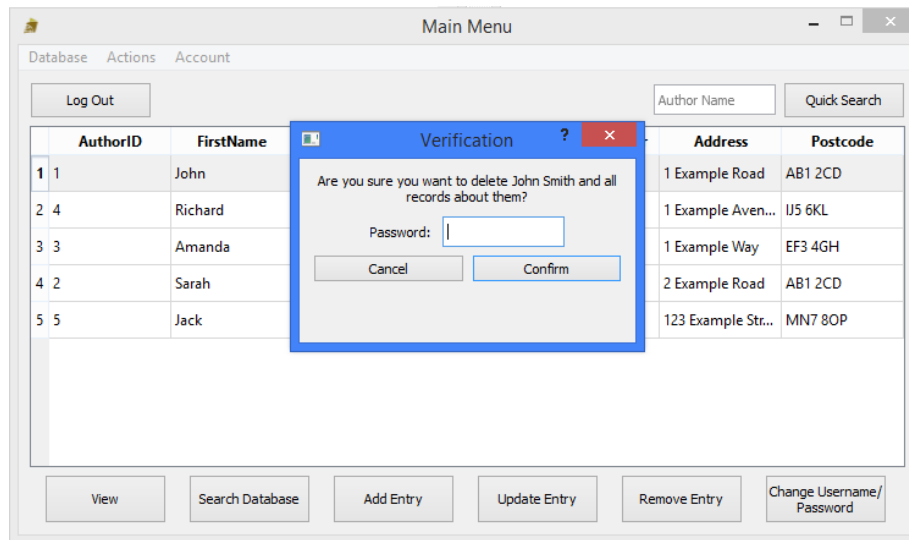 Main Menu
Database Actions Account
Log Out
Author Name
Quick Search
AuthorID FirstName Address Postcode
1 1 John 1 Example Road AB1 2CD
2 4 Richard 1 Example Aven... IJ5 6KL
3 3 Amanda 1 Example Way EF3 4GH
4 2 Sarah 2 Example Road AB1 2CD
5 5 Jack 123 Example Str... MN7 8OP
Verification ?
Are you sure you want to delete John Smith and all
records about them?
Password:
Cancel Confirm
View Search Database Add Entry Update Entry Remove Entry Change Username/
Password